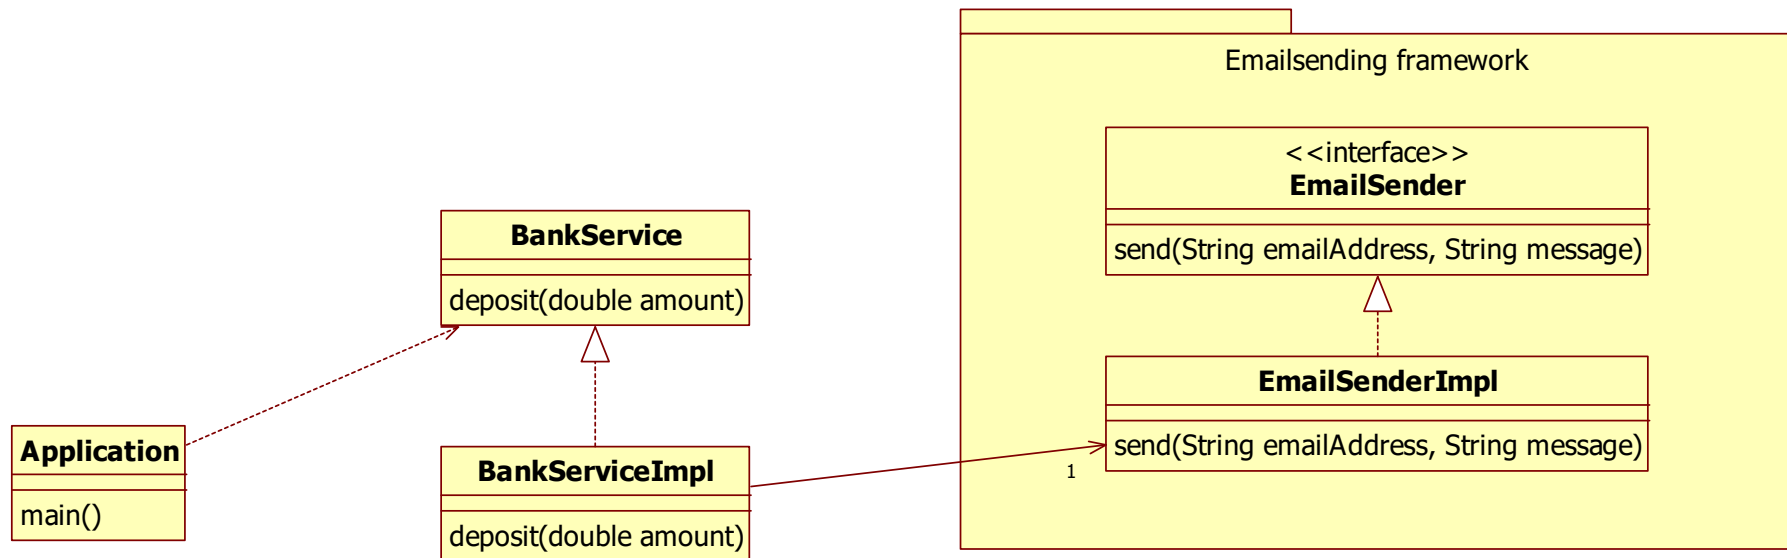 Emailsending framework
<<interface>>
EmailSender
send(String emailAddress, String message)
BankService
deposit(double amount)
EmailSenderImpl
send(String emailAddress, String message)
Application
main()
BankServiceImpl
deposit(double amount)
1